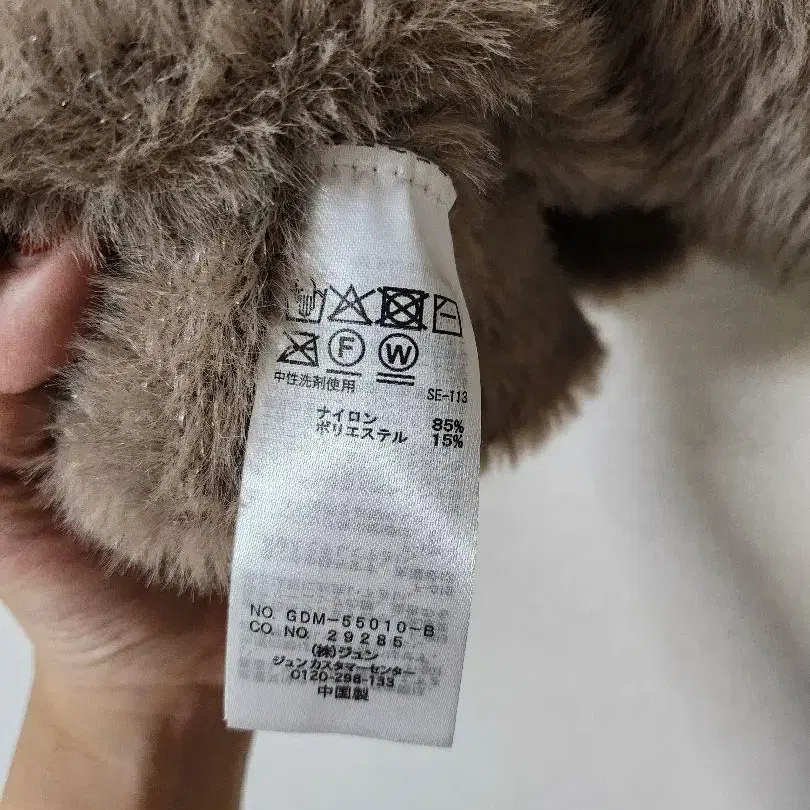 F W
中性洗剤使用
SE-113
ナイロン 85%
ポリエステル 15%
NO GDM-55010-B
CO. NO. 29285
(株)ジュン
ジュンカスタマーセンター
0120-298-133
中国製